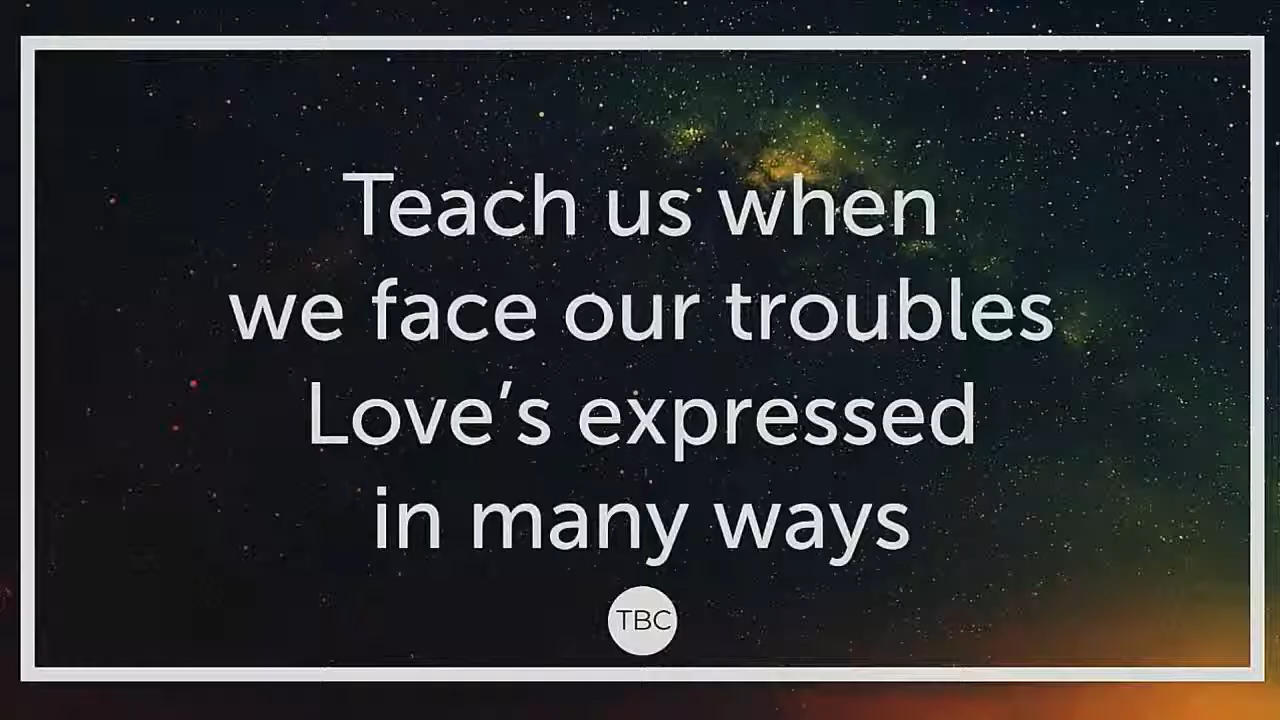 Teach us when
we face our troubles
Love’s expressed
in many ways
TBC